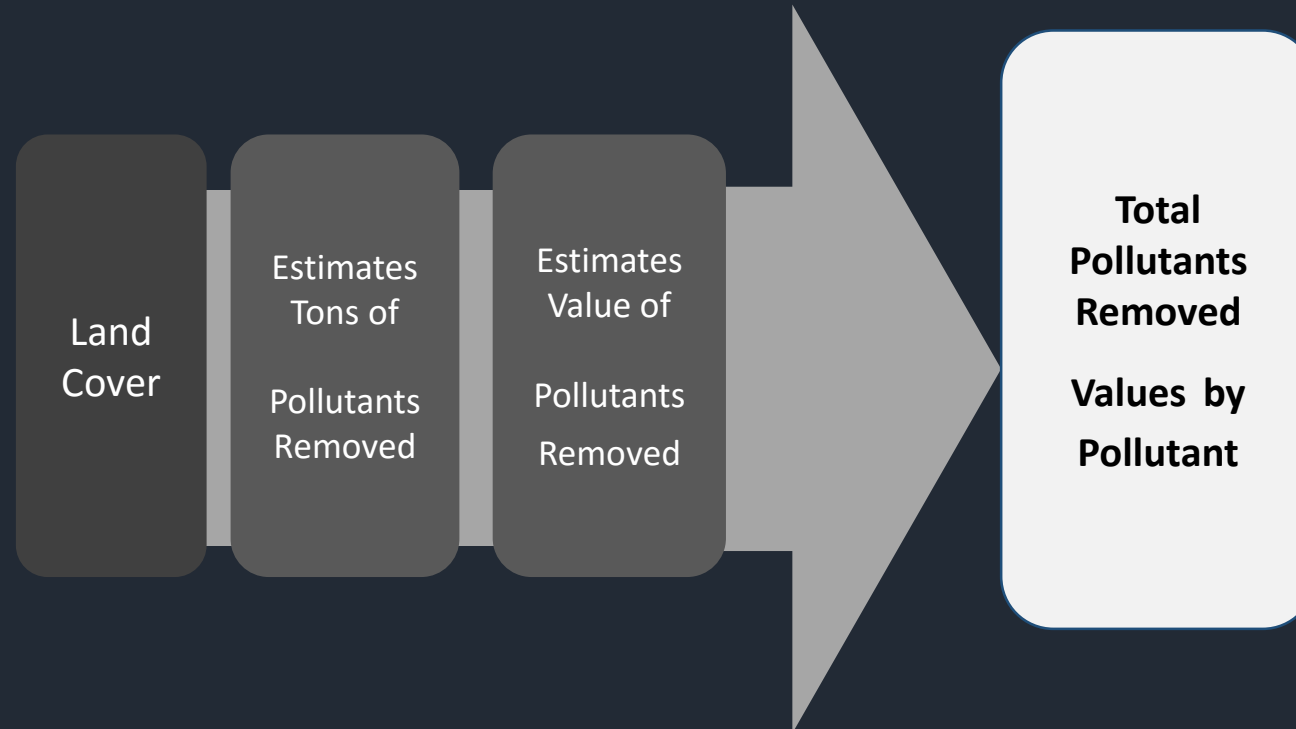 Land
Cover
Estimates
Tons of
Pollutants
Removed
Estimates
Value of
Pollutants
Removed
Total
Pollutants
Removed
Values by
Pollutant